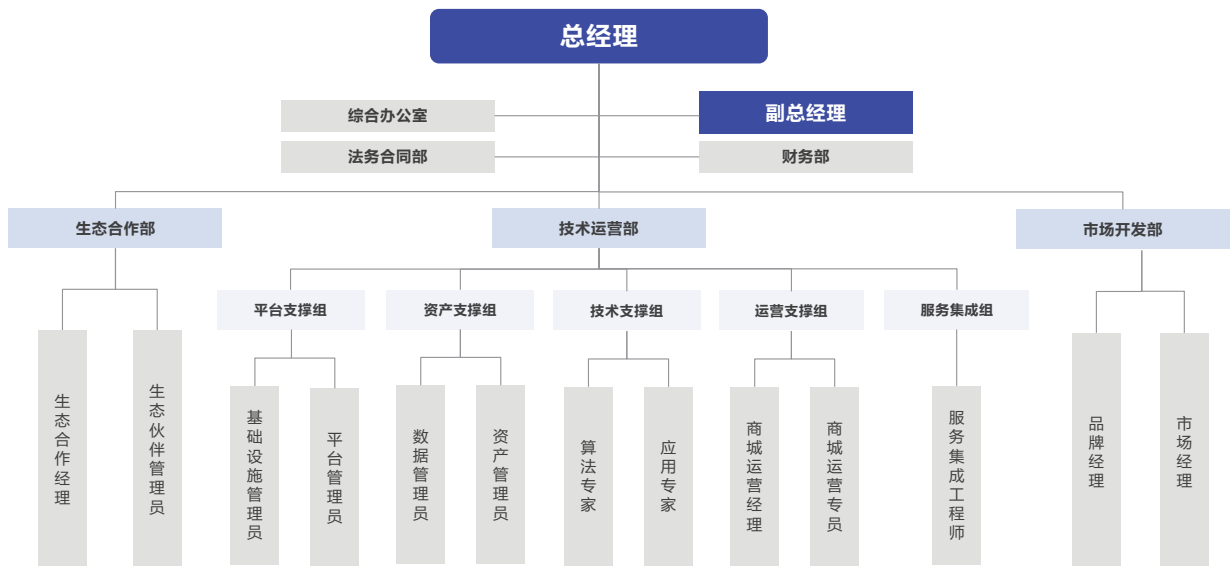 总经理
综合办公室
副总经理
法务合同部
财务部
生态合作部
技术运营部
市场开发部
平台支撑组
资产支撑组
技术支撑组
运营支撑组
服务集成组
生态合作经理
生态伙伴管理员
基础设施管理员
平台管理员
数据管理员
资产管理员
算法专家
应用专家
商城运营经理
商城运营专员
服务集成工程师
品牌经理
市场经理